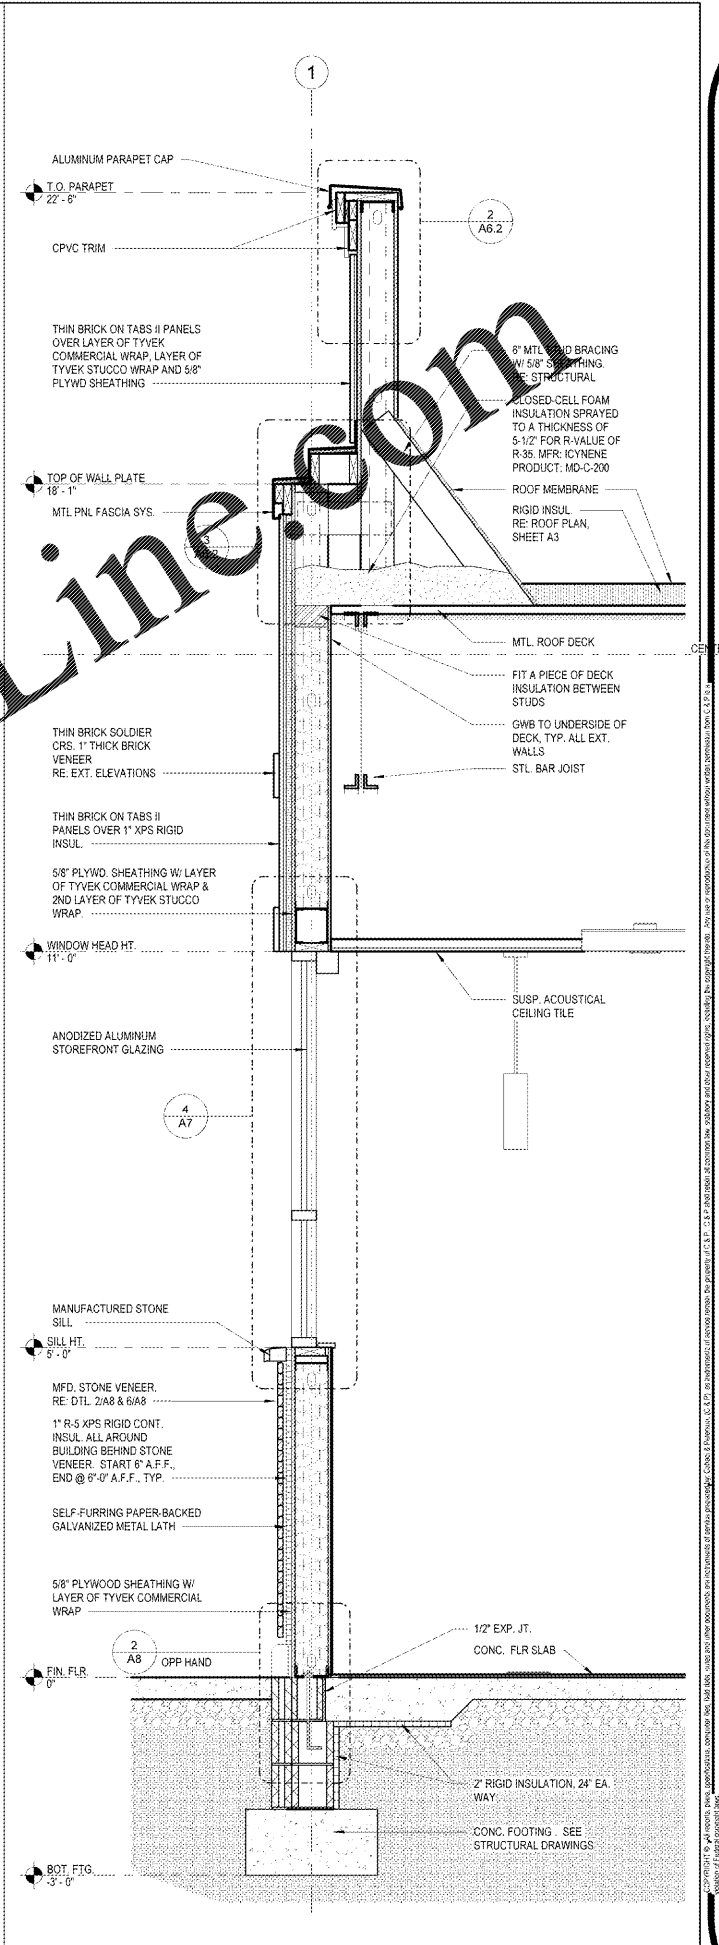 1
ALUMINUM PARAPET CAP
T.O. PARAPET
22' - 6"
2
A6.2
CPVC TRIM
THIN BRICK ON TABS II PANELS
OVER LAYER OF TYVEK
COMMERCIAL WRAP, LAYER OF
TYVEK STUCCO WRAP AND 5/8"
PLYWD SHEATHING
6" MTL STUD BRACING
W/ 5/8" SHEATHING.
RE: STRUCTURAL
CLOSED-CELL FOAM
INSULATION SPRAYED
TO A THICKNESS OF
5-1/2" FOR R-VALUE OF
R-35. MFR: ICYNENE
PRODUCT: MD-C-200
TOP OF WALL PLATE
18' - 1"
ROOF MEMBRANE
MTL PNL FASCIA SYS.
RIGID INSUL.
RE: ROOF PLAN,
SHEET A3
3
Line.com
MTL. ROOF DECK
CENT
FIT A PIECE OF DECK
INSULATION BETWEEN
STUDS
GWB TO UNDERSIDE OF
DECK, TYP. ALL EXT.
WALLS
THIN BRICK SOLDIER
CRS. 1" THICK BRICK
VENEER
RE: EXT. ELEVATIONS
STL. BAR JOIST
THIN BRICK ON TABS II
PANELS OVER 1" XPS RIGID
INSUL.
5/8" PLYWD. SHEATHING W/ LAYER
OF TYVEK COMMERCIAL WRAP &
2ND LAYER OF TYVEK STUCCO
WRAP.
WINDOW HEAD HT.
11' - 0"
SUSP. ACOUSTICAL
CEILING TILE
ANODIZED ALUMINUM
STOREFRONT GLAZING
4
A7
MANUFACTURED STONE
SILL
SILL HT.
5' - 0"
MFD. STONE VENEER.
RE: DTL. 2/A8 & 6/A8
1" R-5 XPS RIGID CONT.
INSUL. ALL AROUND
BUILDING BEHIND STONE
VENEER. START 6" A.F.F.,
END @ 6'-0" A.F.F., TYP.
SELF-FURRING PAPER-BACKED
GALVANIZED METAL LATH
5/8" PLYWOOD SHEATHING W/
LAYER OF TYVEK COMMERCIAL
WRAP
2
A8
OPP HAND
1/2" EXP. JT.
CONC. FLR SLAB
FIN. FLR.
0"
2" RIGID INSULATION, 24" EA.
WAY
CONC. FOOTING SEE
STRUCTURAL DRAWINGS
BOT. FTG.
-3' - 0"